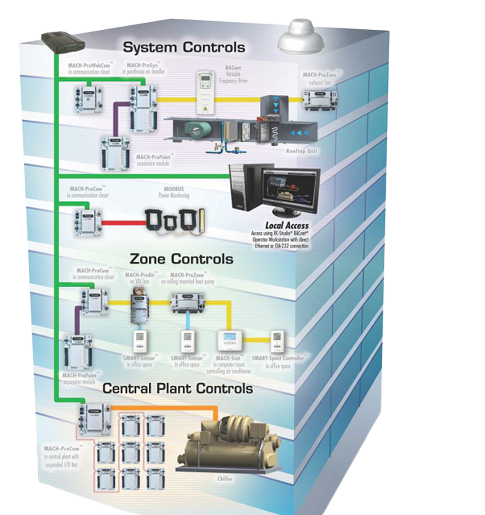 System Controls
MACH-ProWebCom™
in communication closet
MACH-ProSys™
in penthouse air handler
BACnet
Variable
Frequency Drive
MACH-ProZone™
exhaust fan
MACH-ProPoint™
expansion module
Rooftop Unit
MACH-ProCom™
in communication closet
MODBUS
Power Monitoring
Local Access
Access using RC-Studio® BACnet®
Operator Workstation with direct
Ethernet or EIA-232 connection
Zone Controls
MACH-ProCom™
in communication closet
MACH-ProAir™
on VAV box
MACH-ProZone™
on ceiling mounted heat pump
SMART-Sensor™
in office space
SMART-Sensor™
in office space
MACH-Stat™
in computer room
controlling air conditioner
SMART-Space Controller™
in office space
MACH-ProPoint™
expansion module
Central Plant Controls
MACH-ProCom™
in central plant with
expanded I/O Net
Chiller